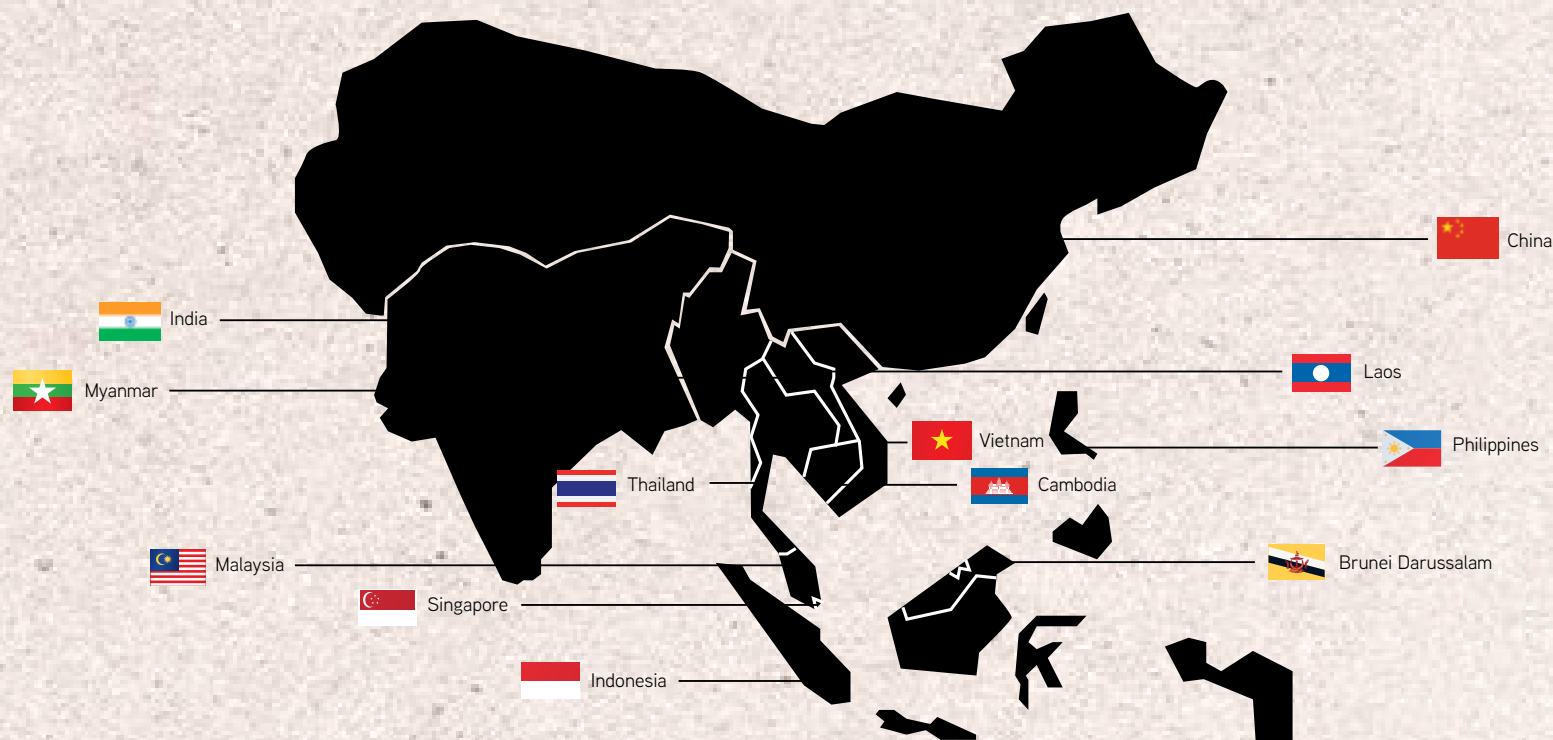 China
India
Laos
Myanmar
Vietnam
Philippines
Thailand
Cambodia
Malaysia
Brunei Darussalam
Singapore
Indonesia